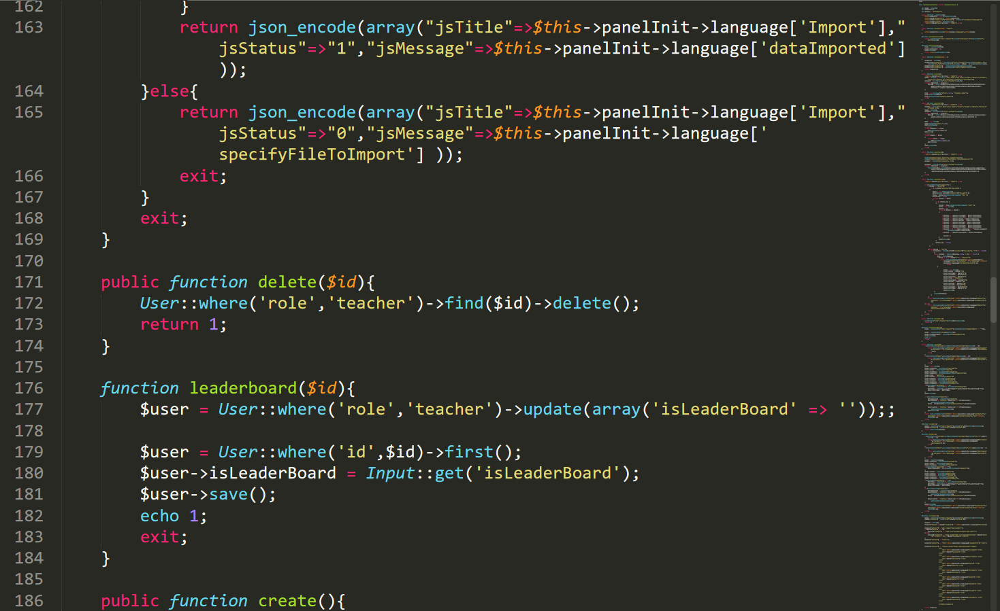 162 }
163 return json_encode(array("jsTitle"=>$this->panelInit->language['Import'],"
jsStatus"=>"1","jsMessage"=>$this->panelInit->language['dataImported']
));
164 }else{
165 return json_encode(array("jsTitle"=>$this->panelInit->language['Import'],"
jsStatus"=>"0","jsMessage"=>$this->panelInit->language['
specifyFileToImport'] ));
166 exit;
167 }
168 exit;
169 }
170
171 public function delete($id){
172 User::where('role','teacher')->find($id)->delete();
173 return 1;
174 }
175
176 function leaderboard($id){
177 $user = User::where('role','teacher')->update(array('isLeaderBoard' => ''));;
178
179 $user = User::where('id',$id)->first();
180 $user->isLeaderBoard = Input::get('isLeaderBoard');
181 $user->save();
182 echo 1;
183 exit;
184 }
185
186 public function create(){